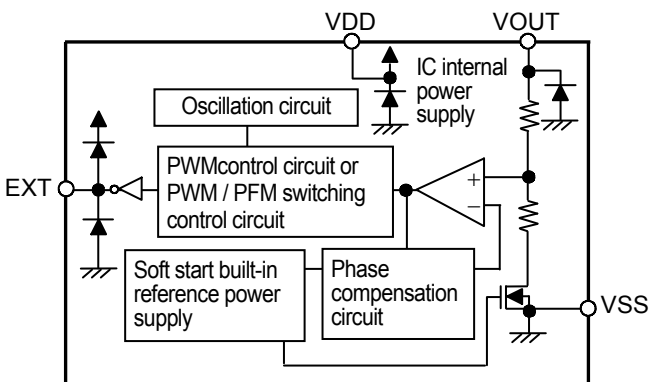 VDD
VOUT
IC internal
power
supply
Oscillation circuit
PWMcontrol circuit or
PWM / PFM switching
control circuit
EXT
+
−
Soft start built-in
reference power
supply
Phase
compensation
circuit
VSS